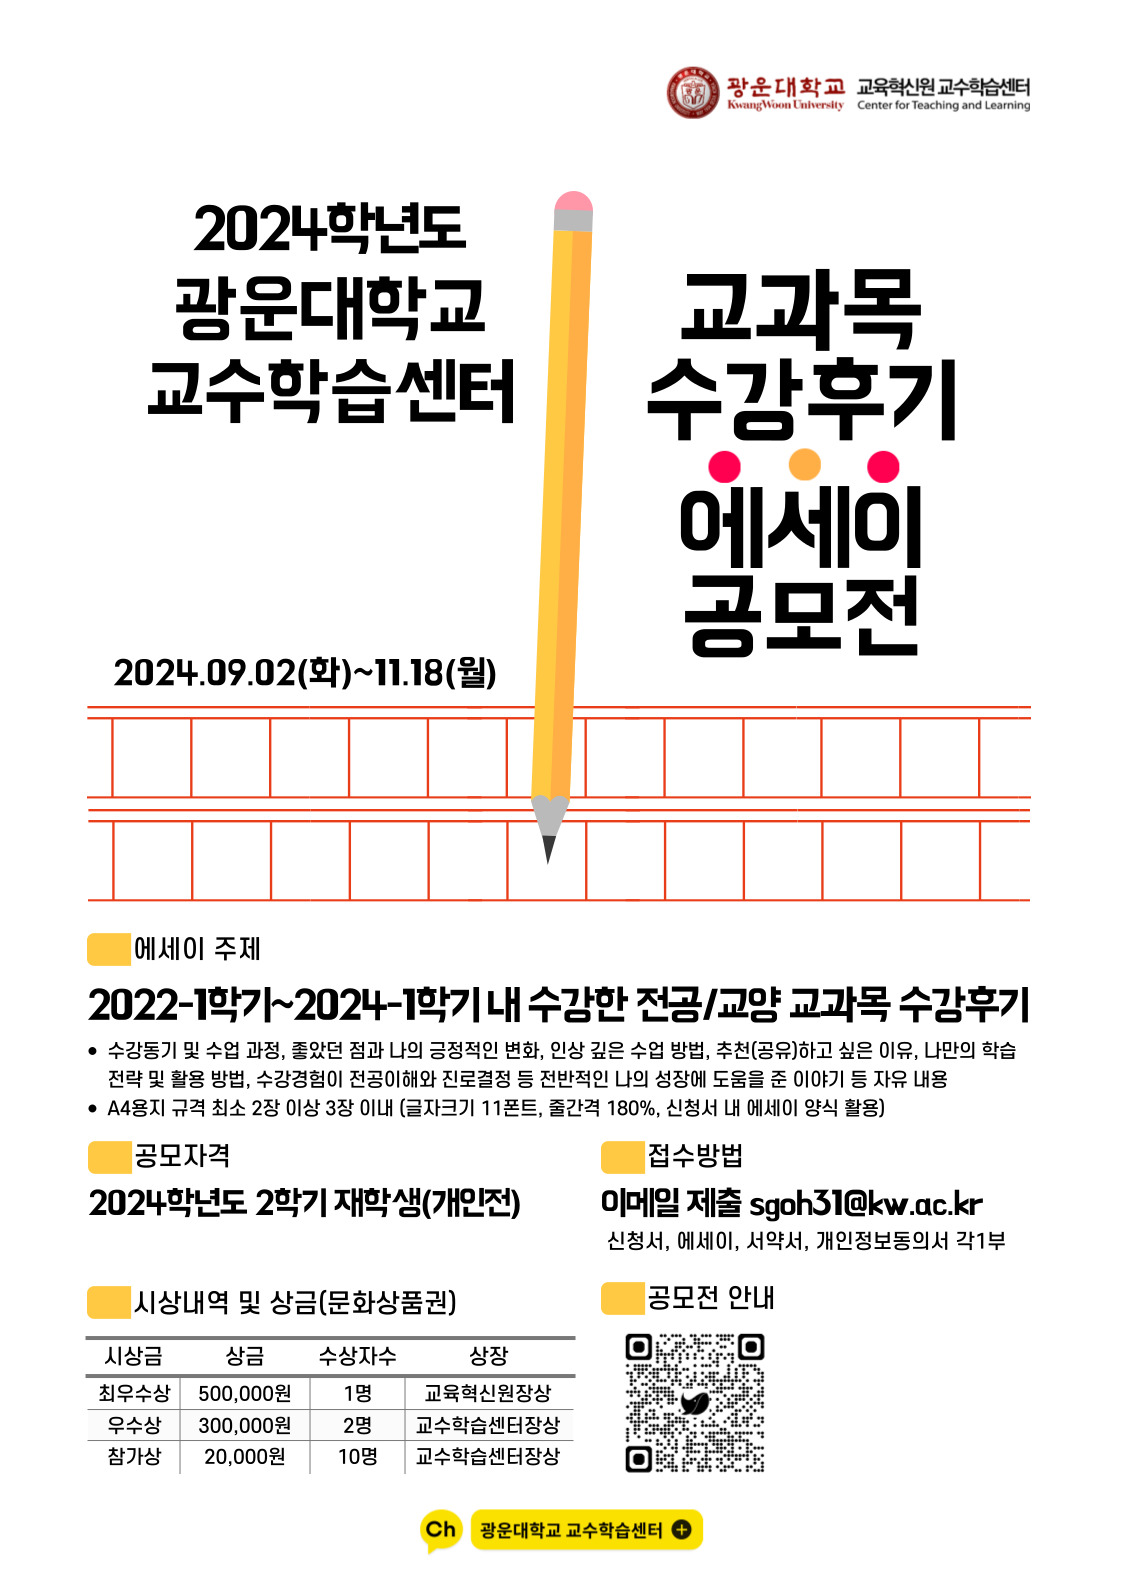 광운대학교 교육혁신원 교수학습센터
KwangWoon University Center for Teaching and Learning
2024학년도
광운대학교
교수학습센터
교과목
수강후기
에세이
공모전
2024.09.02(화)~11.18(월)
에세이 주제
2022-1학기~2024-1학기 내 수강한 전공/교양 교과목 수강후기
• 수강동기 및 수업 과정, 좋았던 점과 나의 긍정적인 변화, 인상 깊은 수업 방법, 추천(공유)하고 싶은 이유, 나만의 학습
전략 및 활용 방법, 수강경험이 전공이해와 진로결정 등 전반적인 나의 성장에 도움을 준 이야기 등 자유 내용
• A4용지 규격 최소 2장 이상 3장 이내 (글자크기 11폰트, 줄간격 180%, 신청서 내 에세이 양식 활용)
공모자격
2024학년도 2학기 재학생(개인전)
접수방법
이메일 제출 sgoh31@kw.ac.kr
신청서, 에세이, 서약서, 개인정보동의서 각1부
시상내역 및 상금(문화상품권)
시상금 상금 수상자수 상장
최우수상 500,000원 1명 교육혁신원장상
우수상 300,000원 2명 교수학습센터장상
참가상 20,000원 10명 교수학습센터장상
공모전 안내
Ch 광운대학교 교수학습센터